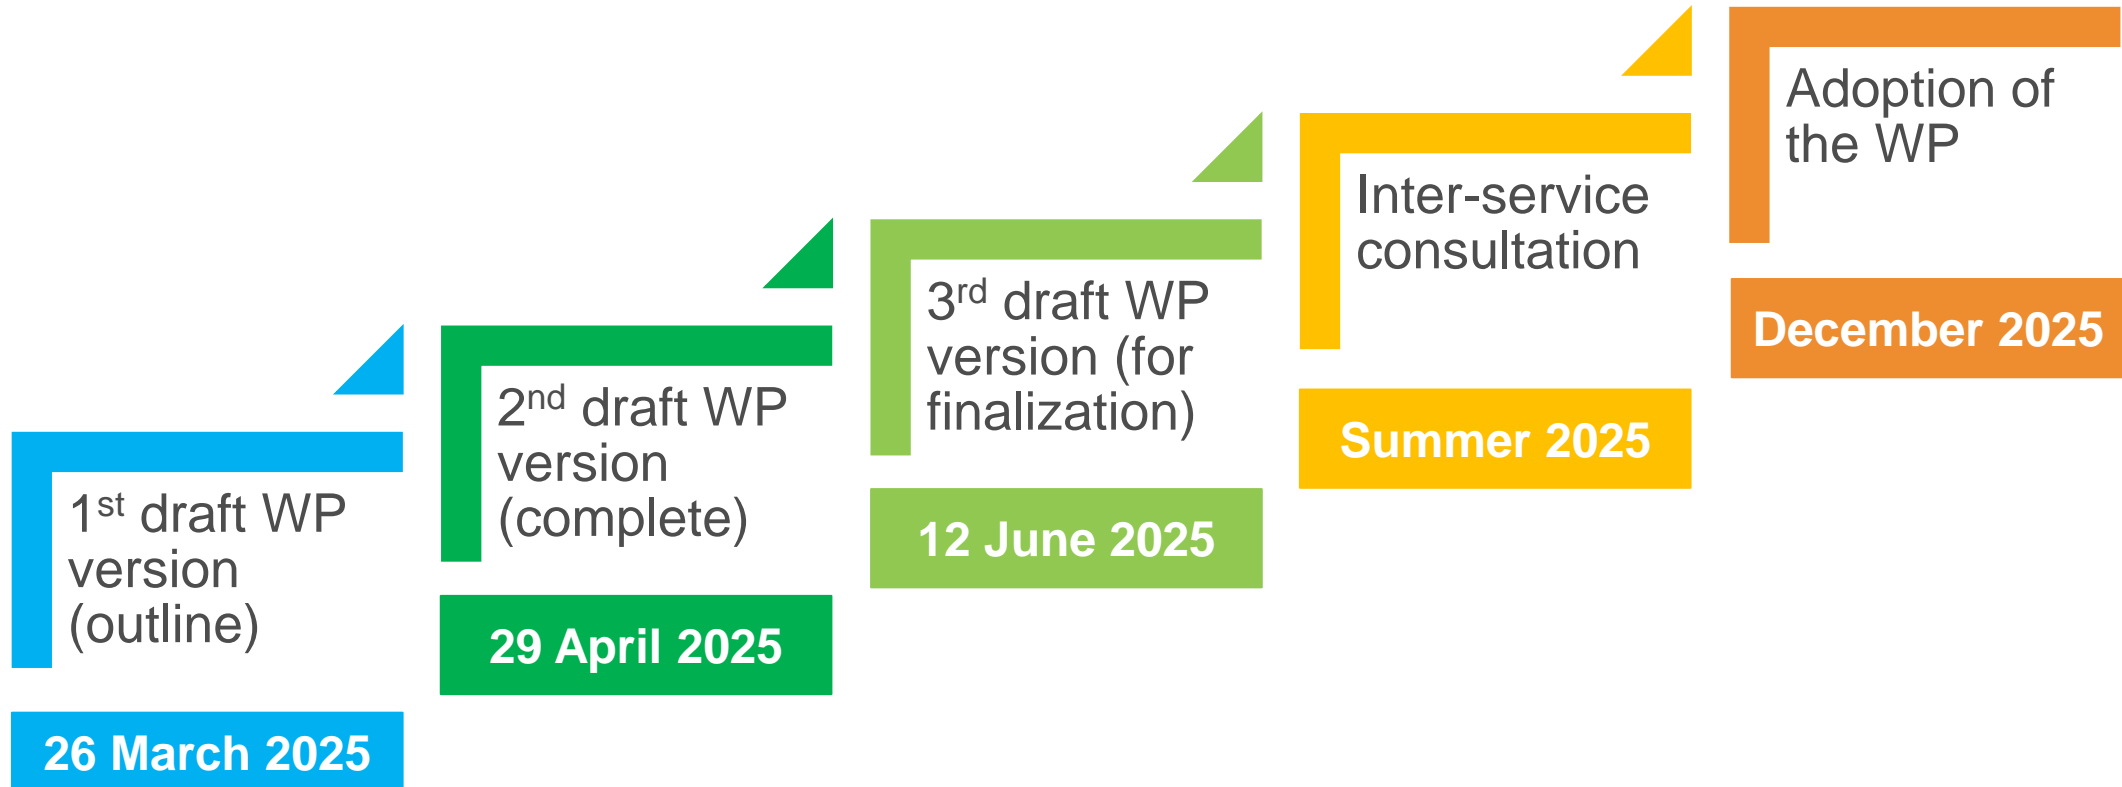 1st draft WP
version
(outline)
26 March 2025
2nd draft WP
version
(complete)
29 April 2025
3rd draft WP
version (for
finalization)
12 June 2025
Inter-service
consultation
Summer 2025
Adoption of
the WP
December 2025